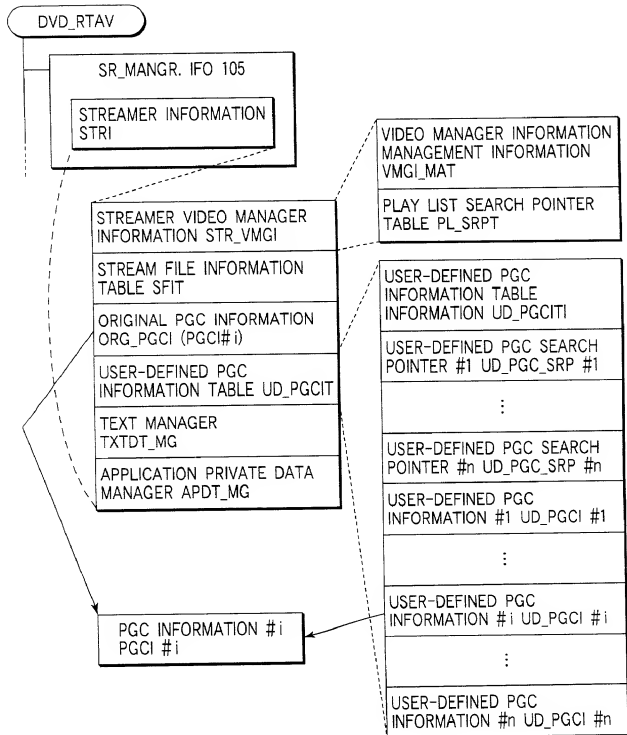 DVD_RTAV
SR_MANGR. IFO 105
STREAMER INFORMATION
STRI
VIDEO MANAGER INFORMATION
MANAGEMENT INFORMATION
VMGI_MAT
PLAY LIST SEARCH POINTER
TABLE PL_SRPT
STREAMER VIDEO MANAGER
INFORMATION STR_VMGI
STREAM FILE INFORMATION
TABLE SFIT
ORIGINAL PGC INFORMATION
ORG_PGCI (PGCI#i)
USER-DEFINED PGC
INFORMATION TABLE UD_PGCIT
TEXT MANAGER
TXTDT_MG
APPLICATION PRIVATE DATA
MANAGER APDT_MG
USER-DEFINED PGC
INFORMATION TABLE
INFORMATION UD_PGCITI
USER-DEFINED PGC SEARCH
POINTER #1 UD_PGC_SRP #1
⋮
USER-DEFINED PGC SEARCH
POINTER #n UD_PGC_SRP #n
USER-DEFINED PGC
INFORMATION #1 UD_PGCI #1
⋮
USER-DEFINED PGC
INFORMATION #i UD_PGCI #i
⋮
USER-DEFINED PGC
INFORMATION #n UD_PGCI #n
PGC INFORMATION #i
PGCI #i